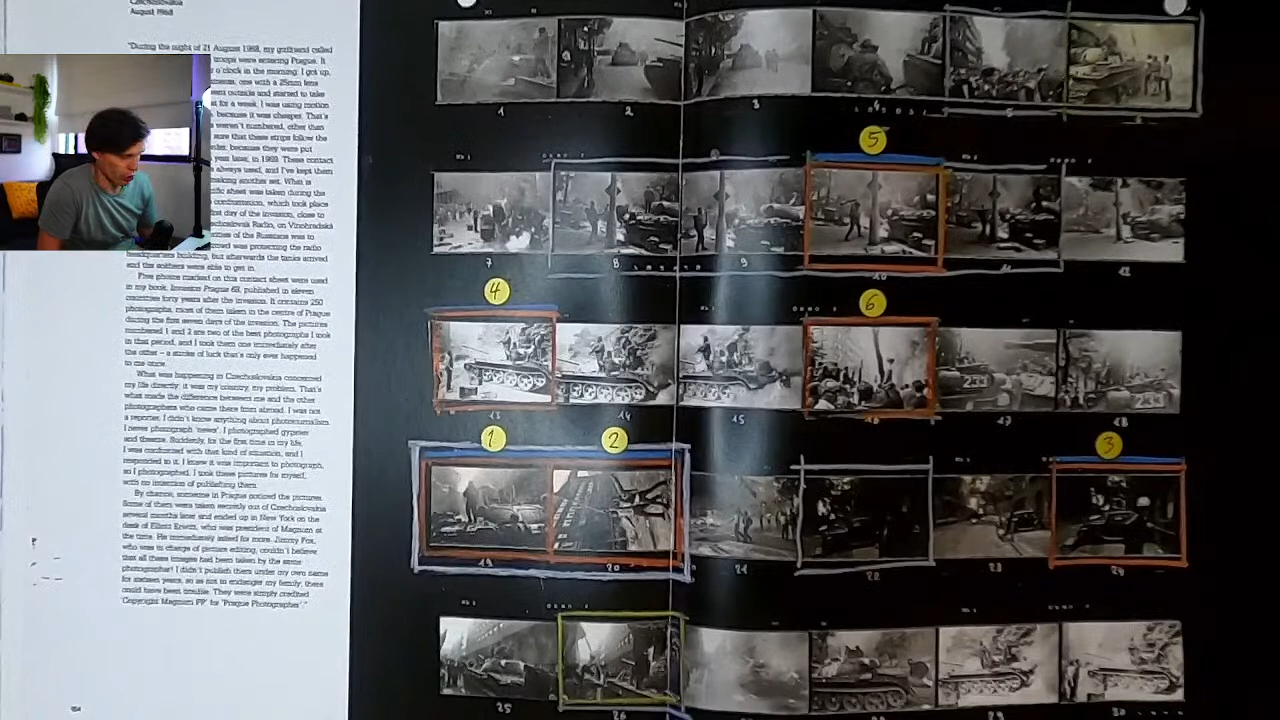 Czechoslovakia
August 1968
"During the night of 21 August 1968, my girlfriend called
troops were entering Prague. It
o'clock in the morning. I got up,
one with a 25mm lens
went outside and started to take
for a week. I was using motion
because it was cheaper. That's
weren't numbered, other than
sure that these strips follow the
because they were put
year later, in 1969. These contact
always used, and I've kept them
making another set. What is
sheet was taken during the
confrontation, which took place
first day of the invasion, close to
Radio, on Vinohradská
of the Russians was to
crowd was protecting the radio
headquarters building, but afterwards the tanks arrived
and the soldiers were able to get in.
Five photos marked on this contact sheet were used
in my book, Invasion Prague 68, published in eleven
countries forty years after the invasion. It contains 250
photographs, most of them taken in the centre of Prague
during the first seven days of the invasion. The pictures
numbered 1 and 2 are two of the best photographs I took
in that period, and I took them one immediately after
the other – a stroke of luck that's only ever happened
to me once.
What was happening in Czechoslovakia concerned
my life directly: it was my country, my problem. That's
what made the difference between me and the other
photographers who came there from abroad. I was not
a reporter. I didn't know anything about photojournalism.
I never photograph 'news'. I photographed gypsies
and theatre. Suddenly, for the first time in my life,
I was confronted with that kind of situation, and I
responded to it. I knew it was important to photograph,
so I photographed. I took these pictures for myself,
with no intention of publishing them.
By chance, someone in Prague noticed the pictures.
Some of them were taken secretly out of Czechoslovakia
several months later and ended up in New York on the
desk of Elliott Erwitt, who was president of Magnum at
the time. He immediately asked for more. Jimmy Fox,
who was in charge of picture editing, couldn't believe
that all these images had been taken by the same
photographer! I didn't publish them under my own name
for sixteen years, so as not to endanger my family; there
could have been trouble. They were simply credited
'Copyright Magnum PP' for 'Prague Photographer'."
1 2 3 4 5
5
7 8 9 10 11 12
4 6
233 233
13 14 15 16 17 18
1 2 3
19 20 21 22 23 24
25 26 29 30